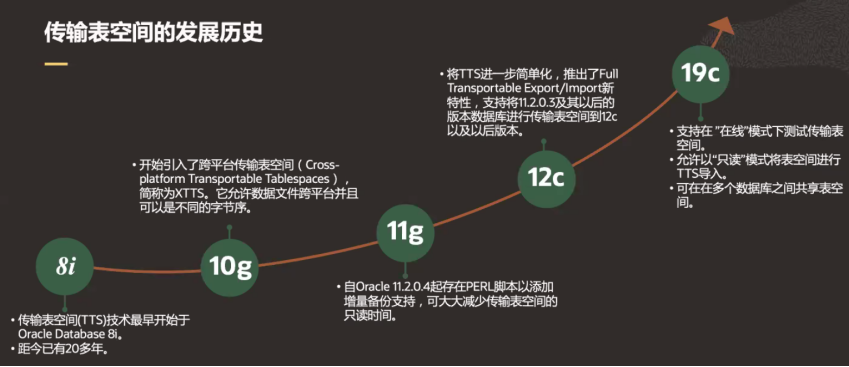 传输表空间的发展历史
8i
• 传输表空间(TTS)技术最早开始于
Oracle Database 8i。
• 距今已有20多年。
• 开始引入了跨平台传输表空间（Cross-
platform Transportable Tablespaces），
简称为XTTS。它允许数据文件跨平台并且
可以是不同的字节序。
10g
11g
• 自Oracle 11.2.0.4起存在PERL脚本以添加
增量备份支持，可大大减少传输表空间的
只读时间。
• 将TTS进一步简单化，推出了Full
Transportable Export/Import新
特性，支持将11.2.0.3及其以后的
版本数据库进行传输表空间到12c
以及以后版本。
12c
19c
• 支持在 "在线"模式下测试传输表
空间。
• 允许以"只读"模式将表空间进行
TTS导入。
• 可在在多个数据库之间共享表空
间。